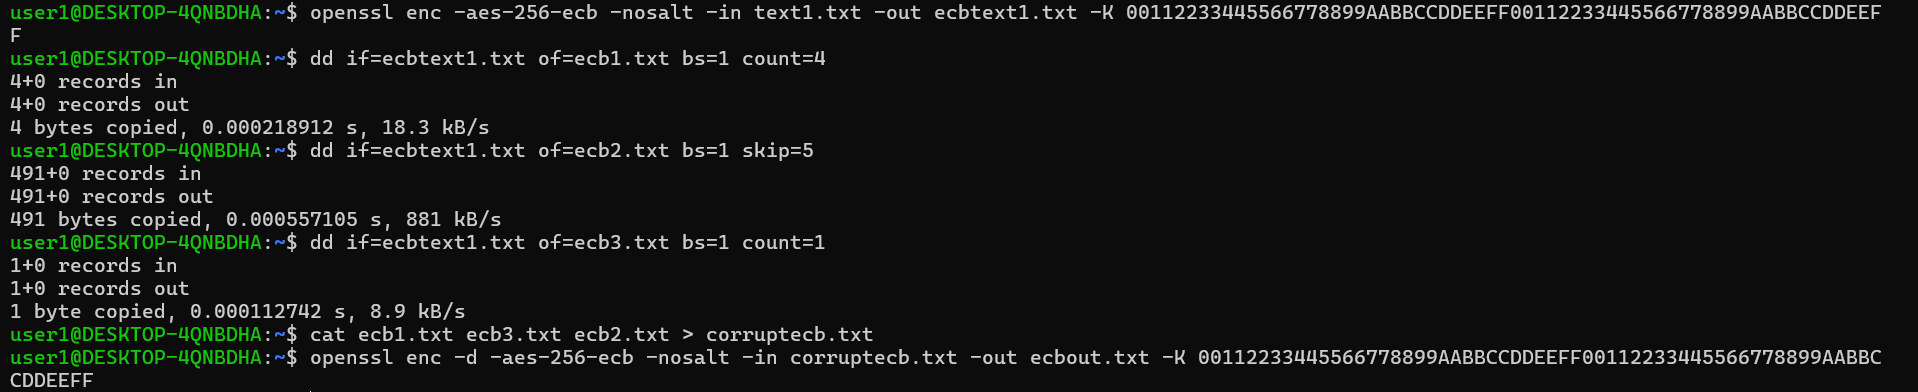 user1@DESKTOP-4QNBDHA:~$ openssl enc -aes-256-ecb -nosalt -in text1.txt -out ecbtext1.txt -K 00112233445566778899AABBCCDDEEFF00112233445566778899AABBCCDDEEF
F
user1@DESKTOP-4QNBDHA:~$ dd if=ecbtext1.txt of=ecb1.txt bs=1 count=4
4+0 records in
4+0 records out
4 bytes copied, 0.000218912 s, 18.3 kB/s
user1@DESKTOP-4QNBDHA:~$ dd if=ecbtext1.txt of=ecb2.txt bs=1 skip=5
491+0 records in
491+0 records out
491 bytes copied, 0.000557105 s, 881 kB/s
user1@DESKTOP-4QNBDHA:~$ dd if=ecbtext1.txt of=ecb3.txt bs=1 count=1
1+0 records in
1+0 records out
1 byte copied, 0.000112742 s, 8.9 kB/s
user1@DESKTOP-4QNBDHA:~$ cat ecb1.txt ecb3.txt ecb2.txt > corruptecb.txt
user1@DESKTOP-4QNBDHA:~$ openssl enc -d -aes-256-ecb -nosalt -in corruptecb.txt -out ecbout.txt -K 00112233445566778899AABBCCDDEEFF00112233445566778899AABBC
CDDEEFF